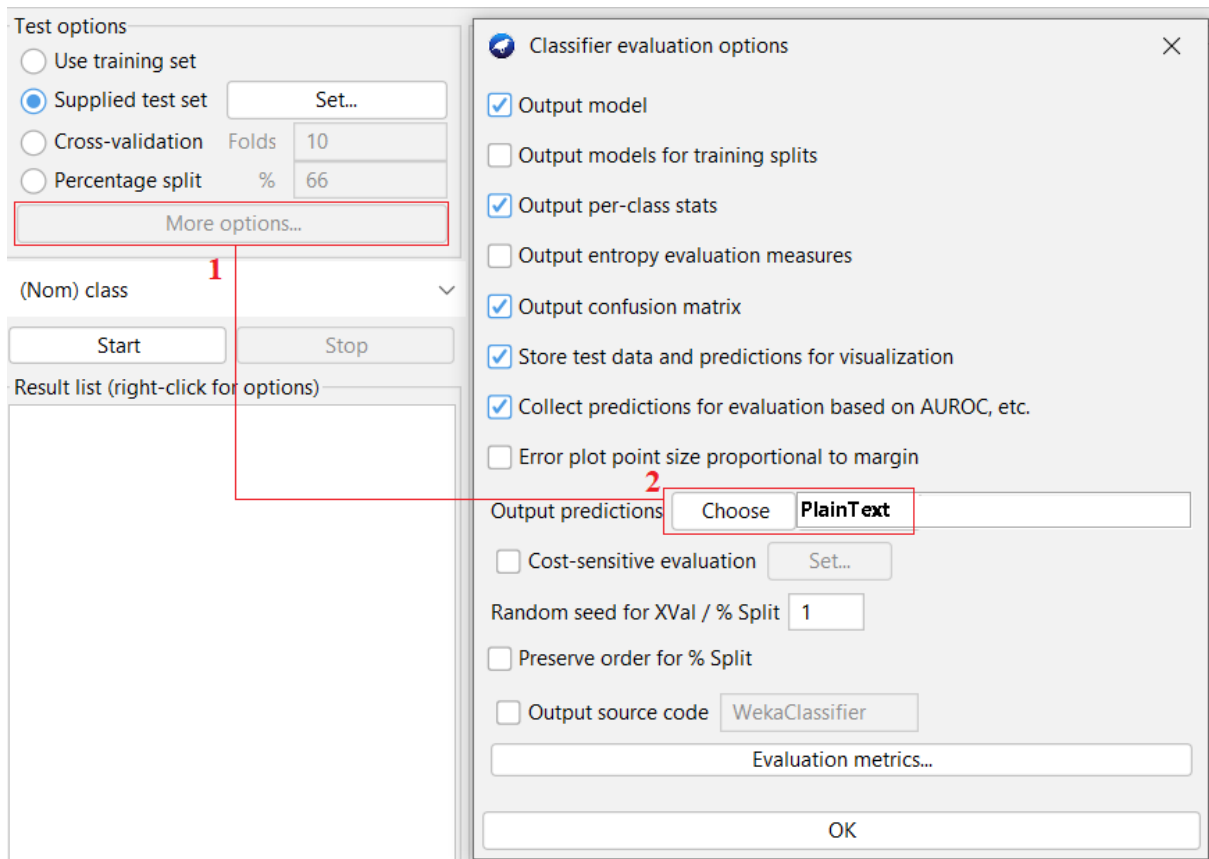 Test options
Use training set
Supplied test set Set...
Cross-validation Folds 10
Percentage split % 66
More options...
1
(Nom) class
Start Stop
Result list (right-click for options)
Classifier evaluation options
Output model
Output models for training splits
Output per-class stats
Output entropy evaluation measures
Output confusion matrix
Store test data and predictions for visualization
Collect predictions for evaluation based on AUROC, etc.
Error plot point size proportional to margin
2
Output predictions Choose PlainText
Cost-sensitive evaluation Set...
Random seed for XVal / % Split 1
Preserve order for % Split
Output source code WekaClassifier
Evaluation metrics...
OK